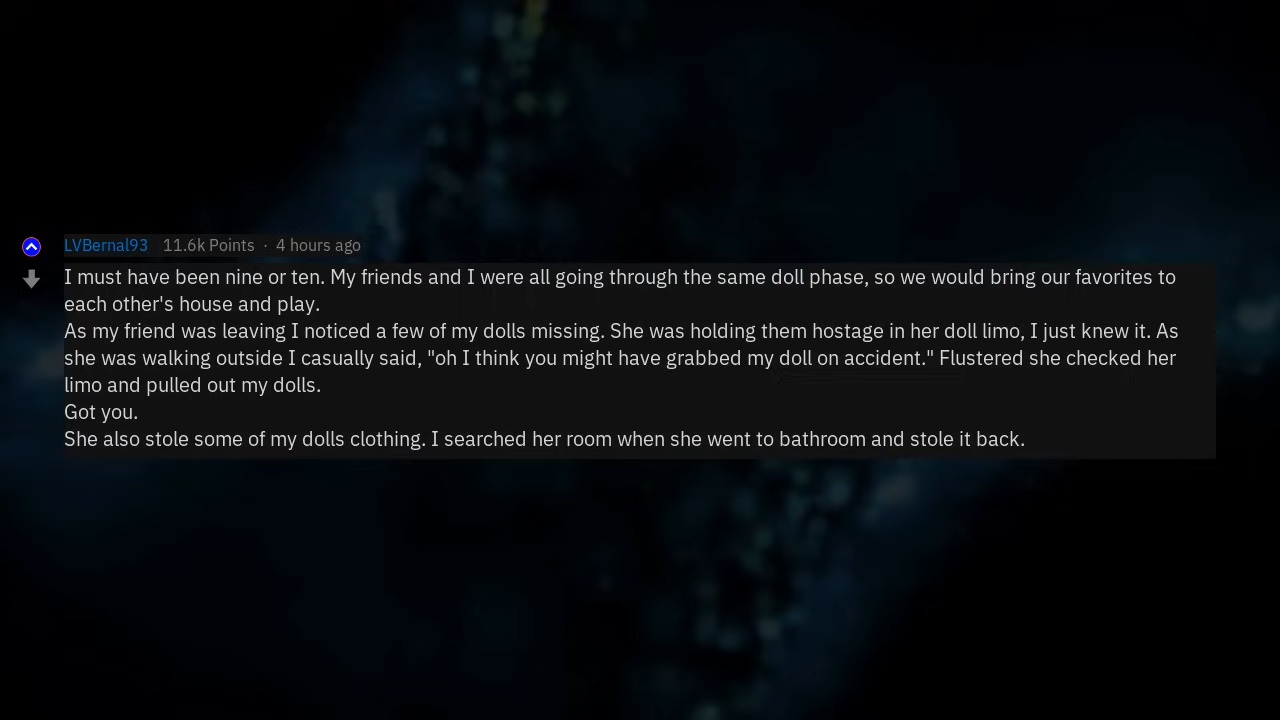 LVBernal93 11.6k Points · 4 hours ago
I must have been nine or ten. My friends and I were all going through the same doll phase, so we would bring our favorites to
each other's house and play.
As my friend was leaving I noticed a few of my dolls missing. She was holding them hostage in her doll limo, I just knew it. As
she was walking outside I casually said, "oh I think you might have grabbed my doll on accident." Flustered she checked her
limo and pulled out my dolls.
Got you.
She also stole some of my dolls clothing. I searched her room when she went to bathroom and stole it back.